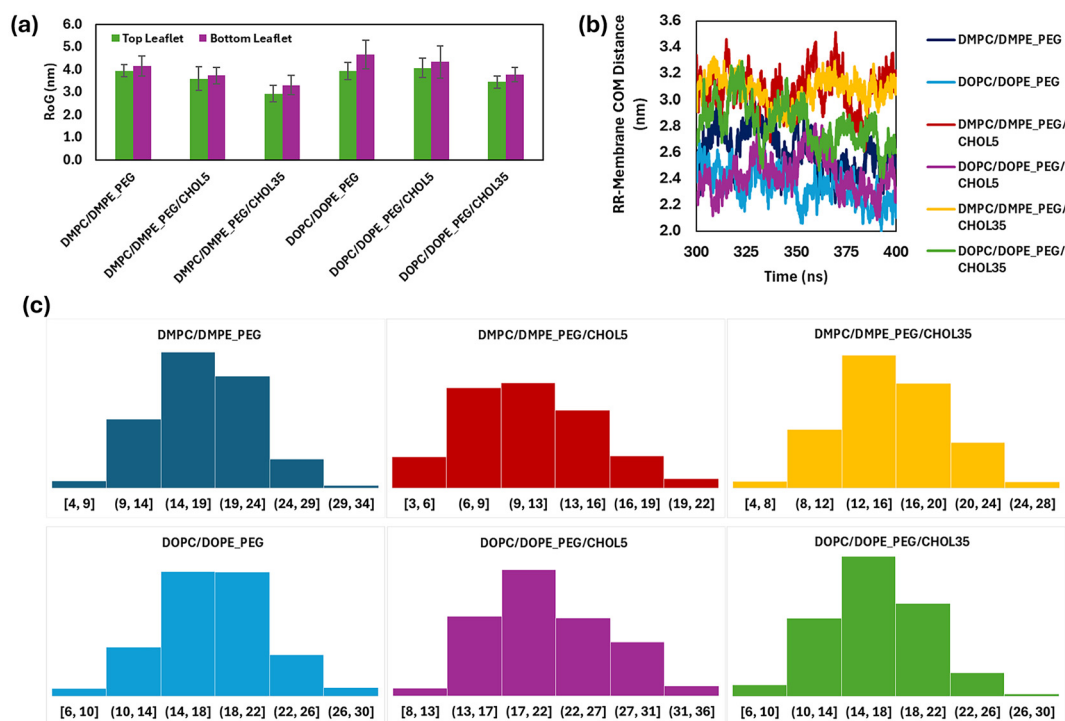 (a)
6.0
5.0
4.0
3.0
2.0
1.0
0.0
RoG (nm)
Top Leaflet
Bottom Leaflet
DMPC/DMPE_PEG
DMPC/DMPE_PEG/CHOL5
DMPC/DMPE_PEG/CHOL35
DOPC/DOPE_PEG
DOPC/DOPE_PEG/CHOL5
DOPC/DOPE_PEG/CHOL35
(b)
3.6
3.4
3.2
3.0
2.8
2.6
2.4
2.2
2.0
RR-Membrane COM Distance
(nm)
300
325
350
375
400
Time (ns)
DMPC/DMPE_PEG
DOPC/DOPE_PEG
DMPC/DMPE_PEG/
CHOL5
DOPC/DOPE_PEG/
CHOL5
DMPC/DMPE_PEG/
CHOL35
DOPC/DOPE_PEG/
CHOL35
(c)
DMPC/DMPE_PEG
[4, 9] (9, 14] (14, 19] (19, 24] (24, 29] (29, 34]
DMPC/DMPE_PEG/CHOL5
[3, 6] (6, 9] (9, 13] (13, 16] (16, 19] (19, 22]
DMPC/DMPE_PEG/CHOL35
[4, 8] (8, 12] (12, 16] (16, 20] (20, 24] (24, 28]
DOPC/DOPE_PEG
[6, 10] (10, 14] (14, 18] (18, 22] (22, 26] (26, 30]
DOPC/DOPE_PEG/CHOL5
[8, 13] (13, 17] (17, 22] (22, 27] (27, 31] (31, 36]
DOPC/DOPE_PEG/CHOL35
[6, 10] (10, 14] (14, 18] (18, 22] (22, 26] (26, 30]